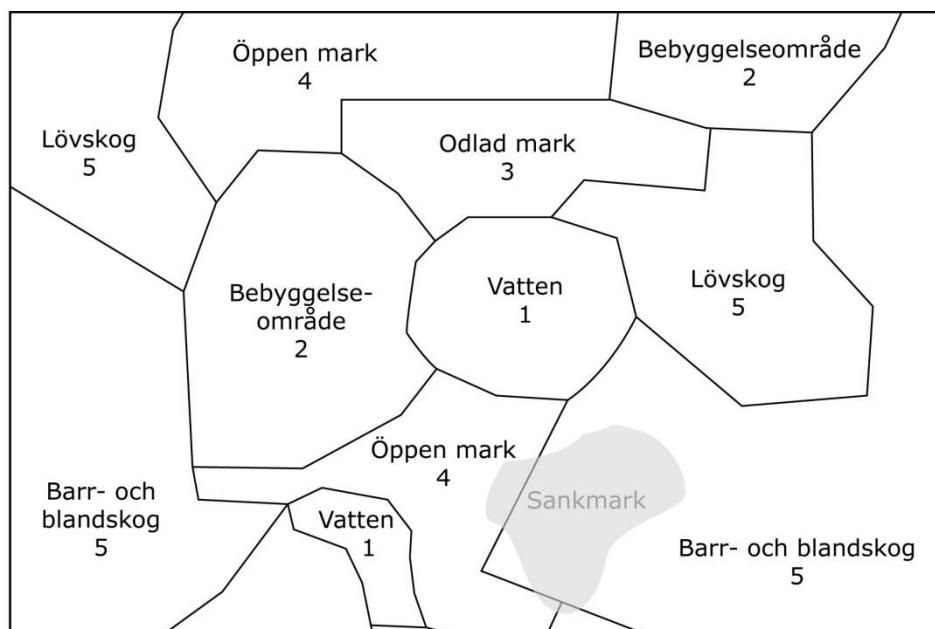 Öppen mark
4
Bebyggelseområde
2
Lövskog
5
Odlad mark
3
Bebyggelse-
område
2
Vatten
1
Lövskog
5
Öppen mark
4
Barr- och
blandskog
5
Vatten
1
Sankmark
Barr- och blandskog
5